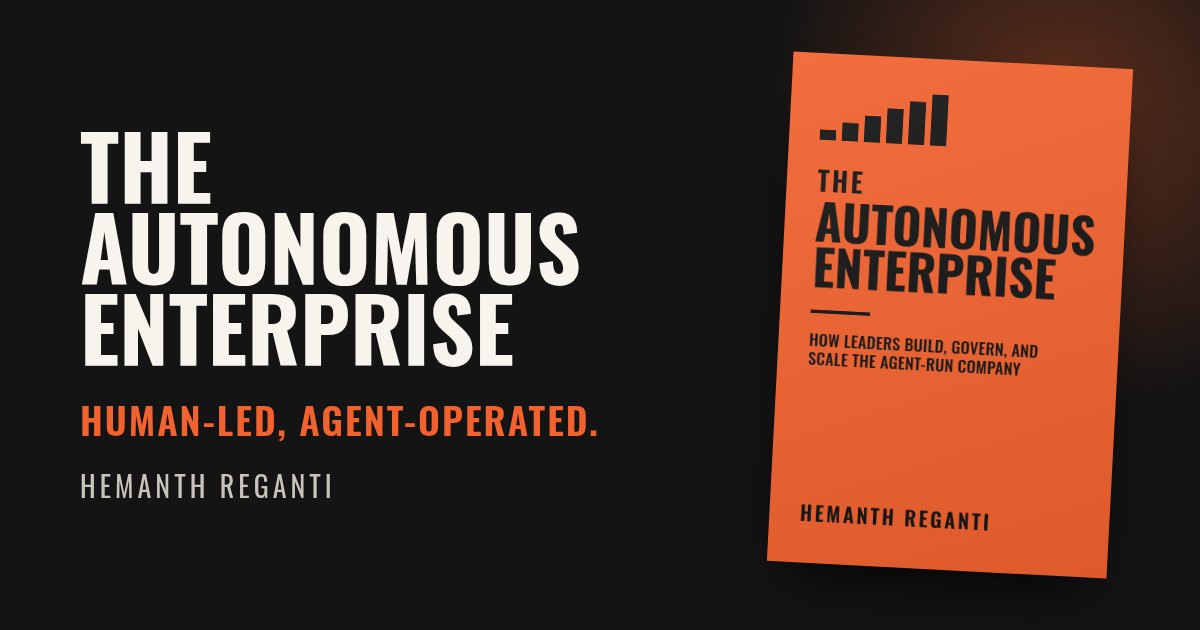 THE
AUTONOMOUS
ENTERPRISE
HUMAN-LED, AGENT-OPERATED.
HEMANTH REGANTI
THE
AUTONOMOUS
ENTERPRISE
HOW LEADERS BUILD, GOVERN, AND
SCALE THE AGENT-RUN COMPANY
HEMANTH REGANTI